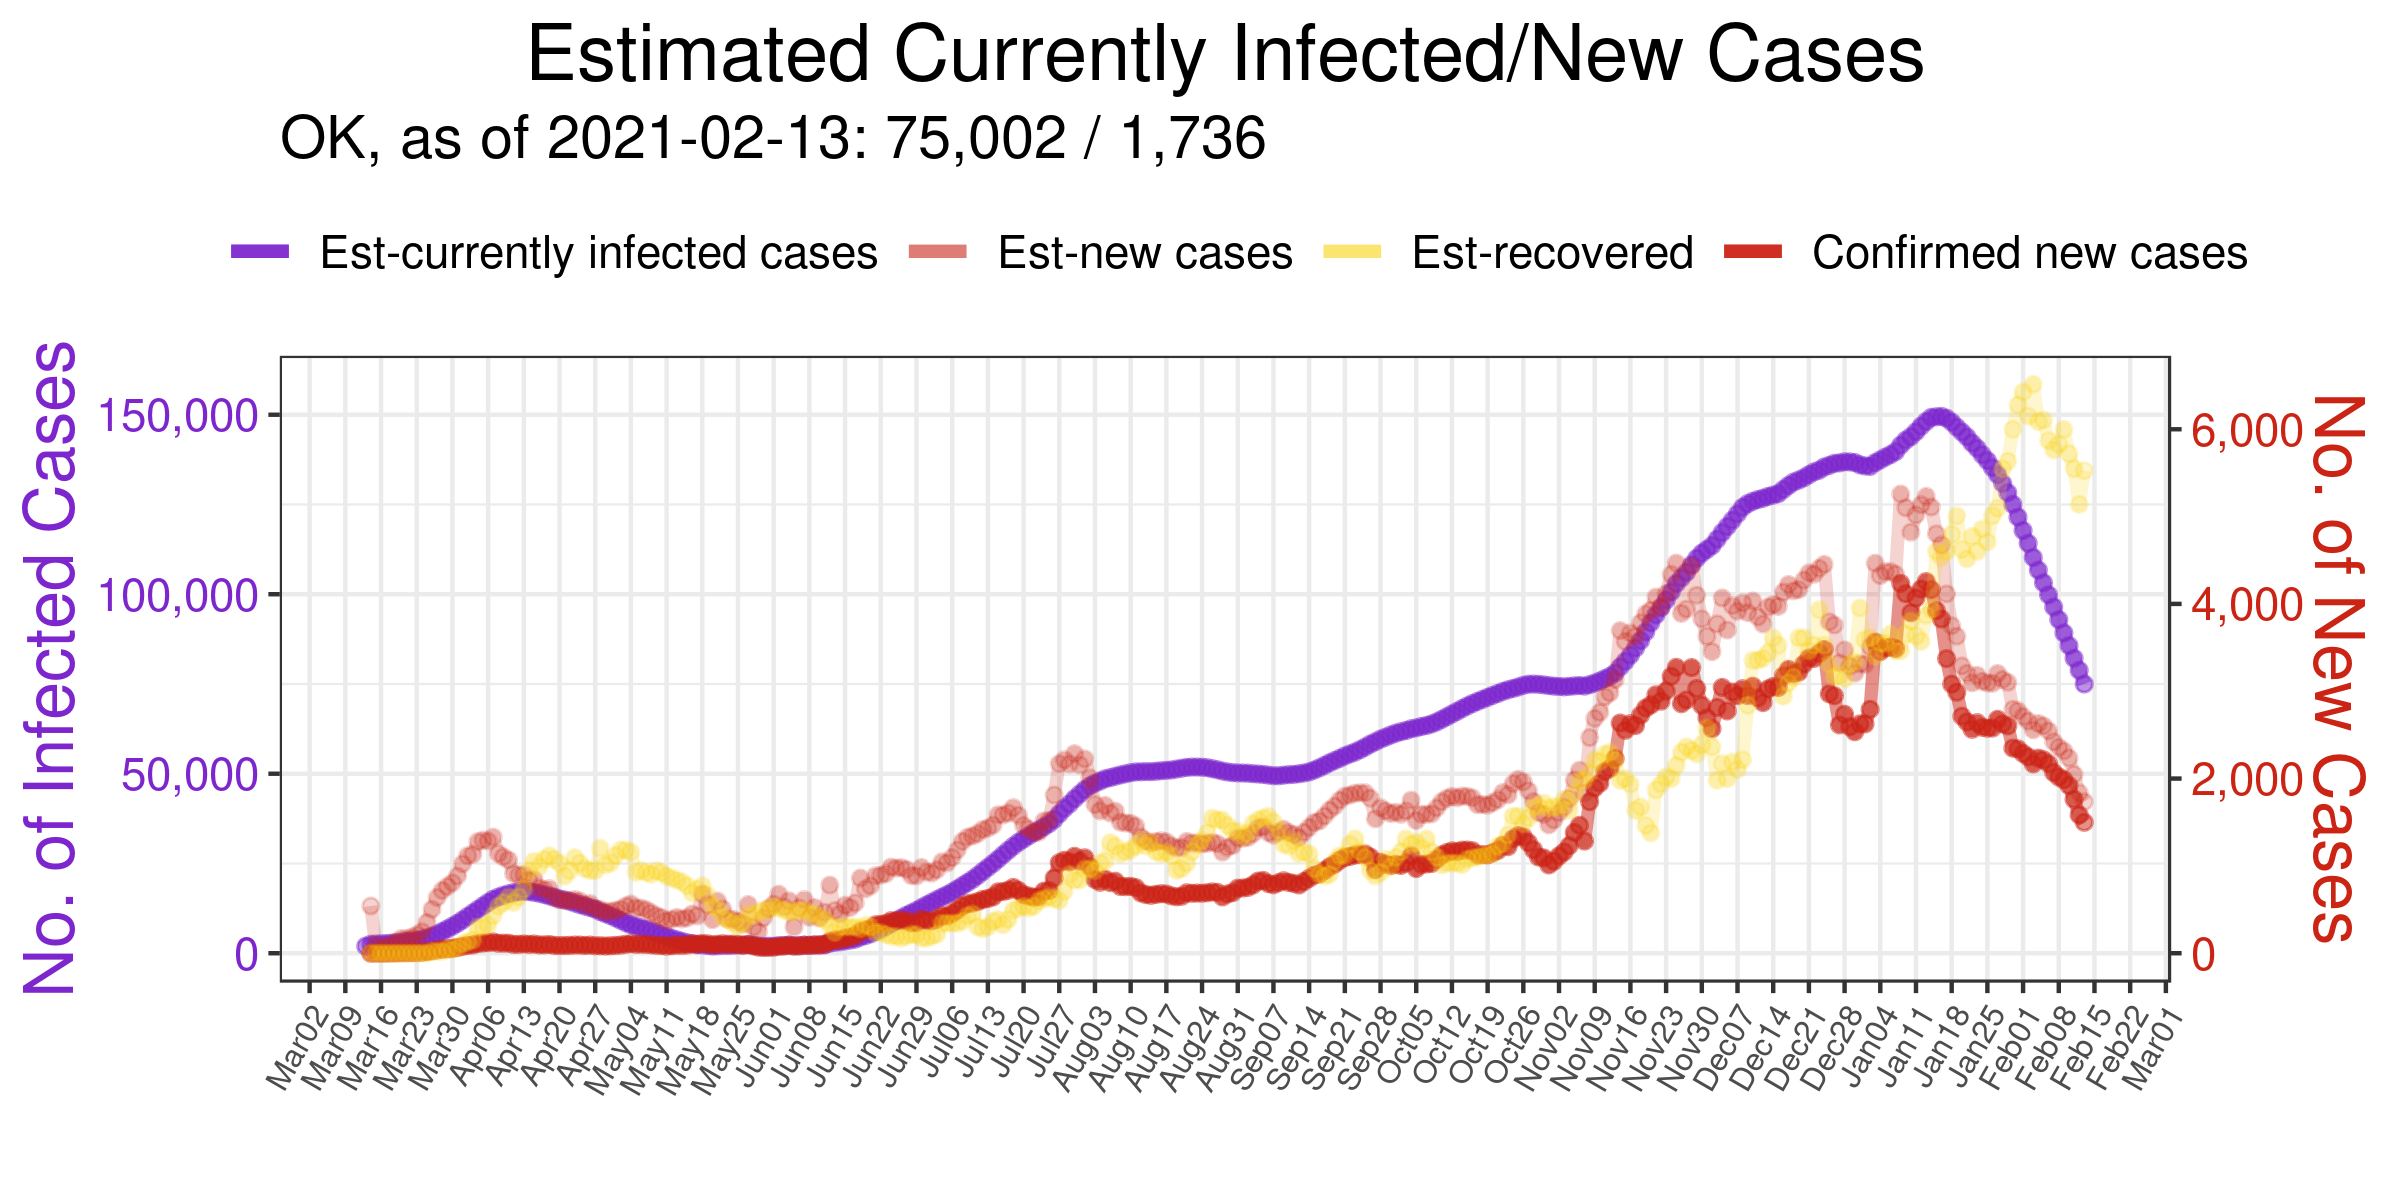 Estimated Currently Infected/New Cases
OK, as of 2021-02-13: 75,002 / 1,736
Est-currently infected cases Est-new cases Est-recovered Confirmed new cases
No. of Infected Cases
150,000
100,000
50,000
0
6,000
4,000
2,000
0
No. of New Cases
Mar02 Mar09 Mar16 Mar23 Mar30 Apr06 Apr13 Apr20 Apr27 May04 May11 May18 May25 Jun01 Jun08 Jun15 Jun22 Jun29 Jul06 Jul13 Jul20 Jul27 Aug03 Aug10 Aug17 Aug24 Aug31 Sep07 Sep14 Sep21 Sep28 Oct05 Oct12 Oct19 Oct26 Nov02 Nov09 Nov16 Nov23 Nov30 Dec07 Dec14 Dec21 Dec28 Jan04 Jan11 Jan18 Jan25 Feb01 Feb08 Feb15 Feb22 Mar01